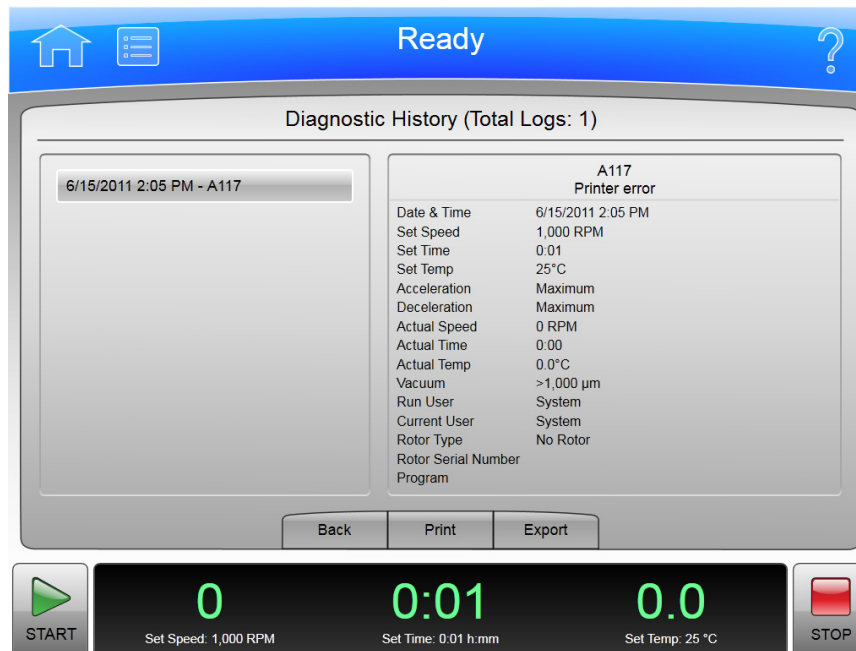 Ready
?
Diagnostic History (Total Logs: 1)
6/15/2011 2:05 PM - A117
A117
Printer error
Date & Time 6/15/2011 2:05 PM
Set Speed 1,000 RPM
Set Time 0:01
Set Temp 25°C
Acceleration Maximum
Deceleration Maximum
Actual Speed 0 RPM
Actual Time 0:00
Actual Temp 0.0°C
Vacuum >1,000 µm
Run User System
Current User System
Rotor Type No Rotor
Rotor Serial Number
Program
Back Print Export
START
0
Set Speed: 1,000 RPM
0:01
Set Time: 0:01 h:mm
0.0
Set Temp: 25 °C
STOP